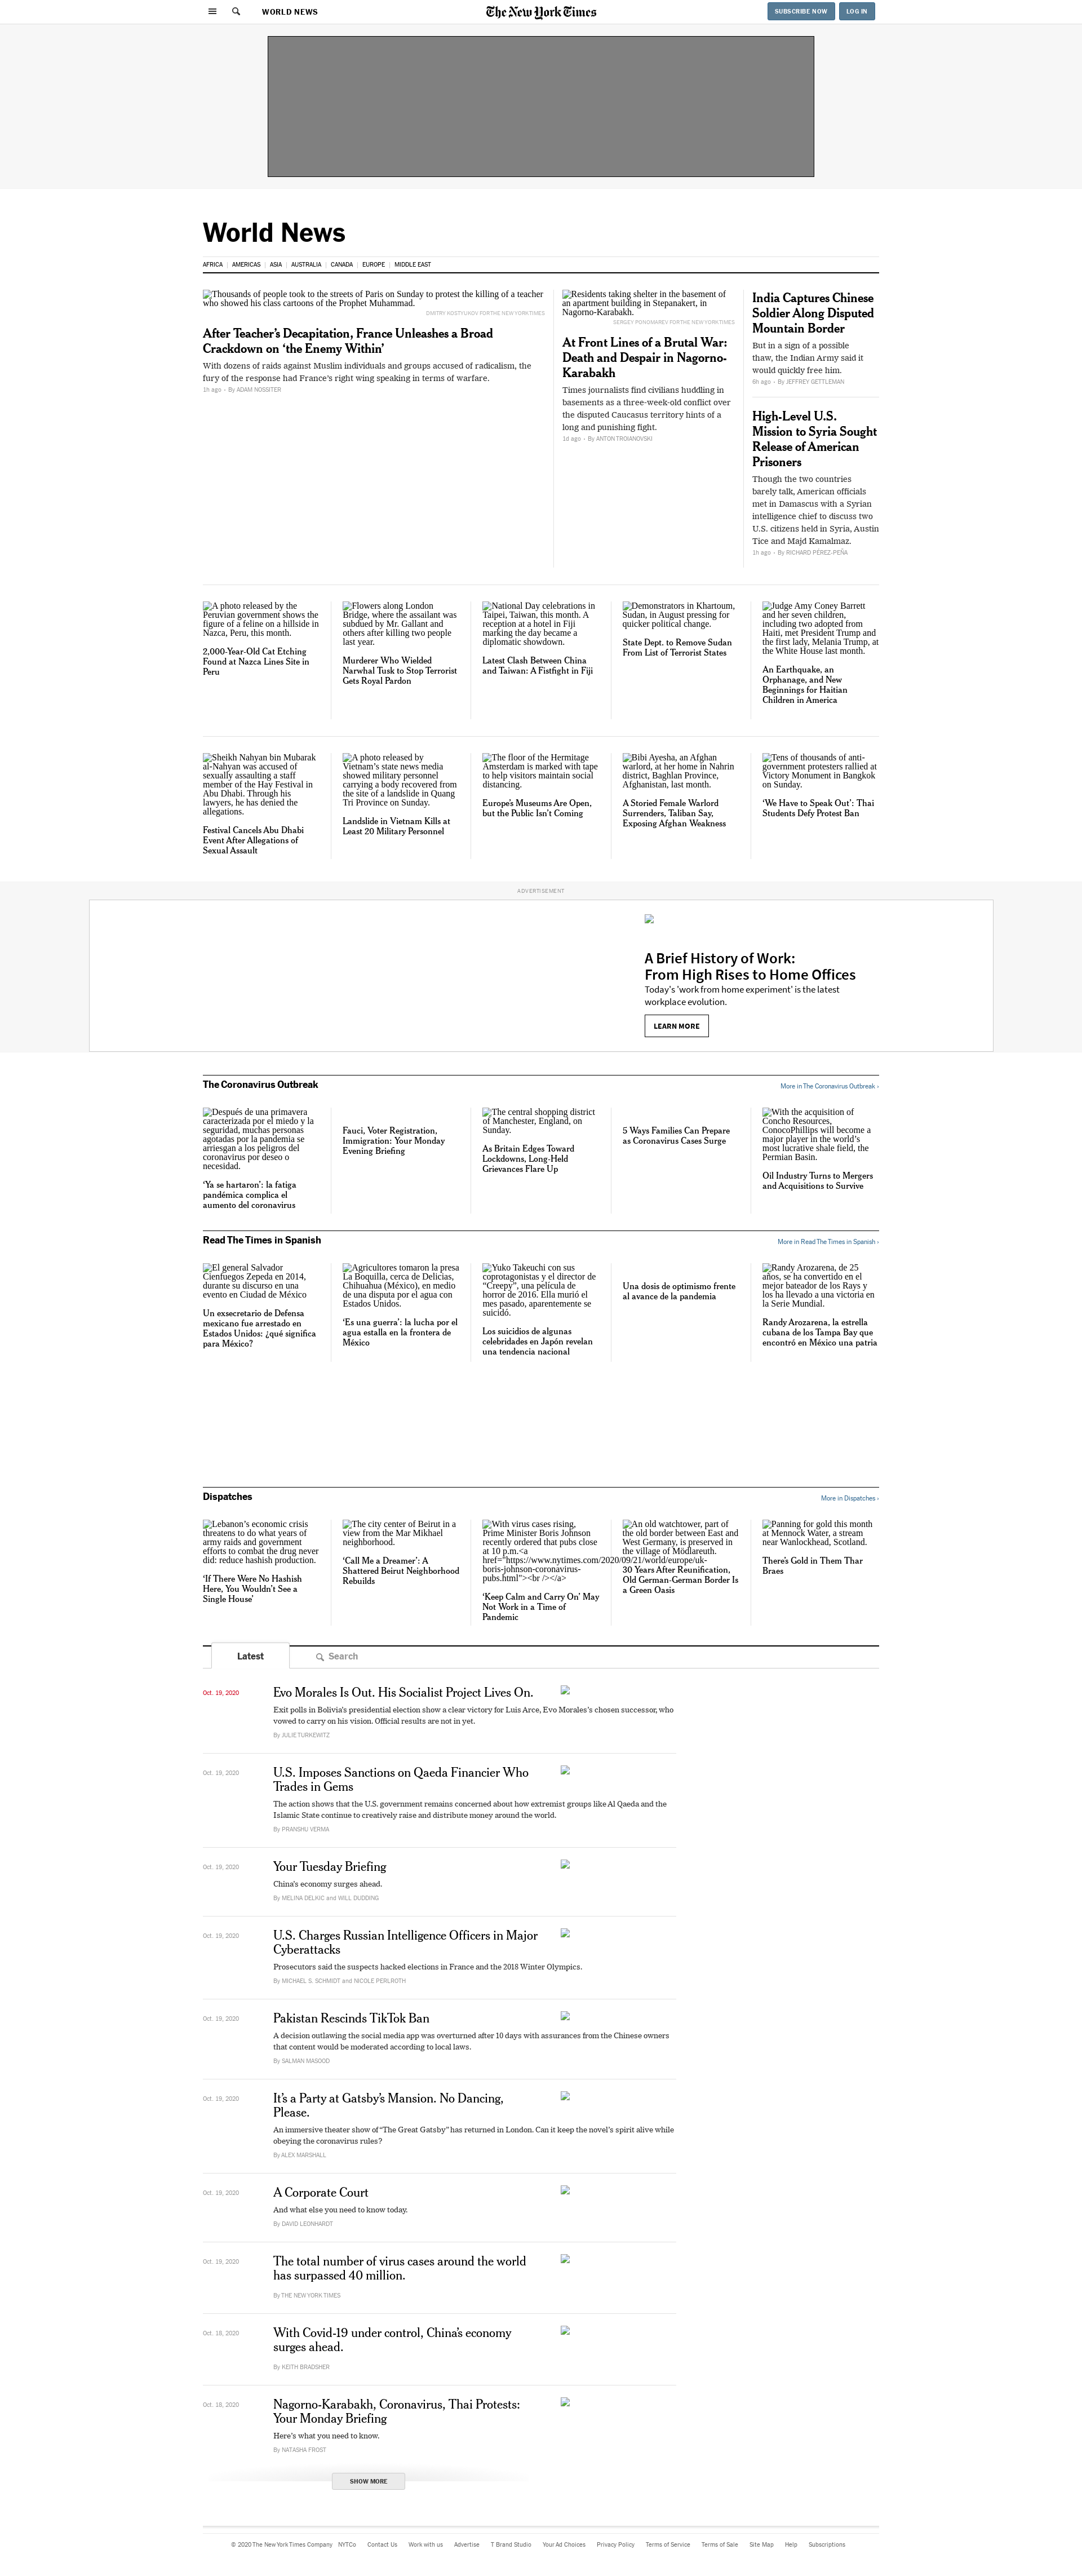 WORLD NEWS
The New York Times
SUBSCRIBE NOW
LOG IN
World News
AFRICA
AMERICAS
ASIA
AUSTRALIA
CANADA
EUROPE
MIDDLE EAST
Thousands of people took to the streets of Paris on Sunday to protest the killing of a teacher
who showed his class cartoons of the Prophet Muhammad.
DMITRY KOSTYUKOV FOR THE NEW YORK TIMES
After Teacher’s Decapitation, France Unleashes a Broad
Crackdown on ‘the Enemy Within’
With dozens of raids against Muslim individuals and groups accused of radicalism, the
fury of the response had France’s right wing speaking in terms of warfare.
1h ago · By ADAM NOSSITER
Residents taking shelter in the basement of
an apartment building in Stepanakert, in
Nagorno-Karabakh.
SERGEY PONOMAREV FOR THE NEW YORK TIMES
At Front Lines of a Brutal War:
Death and Despair in Nagorno-
Karabakh
Times journalists find civilians huddling in
basements as a three-week-old conflict over
the disputed Caucasus territory hints of a
long and punishing fight.
1d ago · By ANTON TROIANOVSKI
India Captures Chinese
Soldier Along Disputed
Mountain Border
But in a sign of a possible
thaw, the Indian Army said it
would quickly free him.
6h ago · By JEFFREY GETTLEMAN
High-Level U.S.
Mission to Syria Sought
Release of American
Prisoners
Though the two countries
barely talk, American officials
met in Damascus with a Syrian
intelligence chief to discuss two
U.S. citizens held in Syria, Austin
Tice and Majd Kamalmaz.
1h ago · By RICHARD PÉREZ-PEÑA
A photo released by the
Peruvian government shows the
figure of a feline on a hillside in
Nazca, Peru, this month.
2,000-Year-Old Cat Etching
Found at Nazca Lines Site in
Peru
Flowers along London
Bridge, where the assailant was
subdued by Mr. Gallant and
others after killing two people
last year.
Murderer Who Wielded
Narwhal Tusk to Stop Terrorist
Gets Royal Pardon
National Day celebrations in
Taipei, Taiwan, this month. A
reception at a hotel in Fiji
marking the day became a
diplomatic showdown.
Latest Clash Between China
and Taiwan: A Fistfight in Fiji
Demonstrators in Khartoum,
Sudan, in August pressing for
quicker political change.
State Dept. to Remove Sudan
From List of Terrorist States
Judge Amy Coney Barrett
and her seven children,
including two adopted from
Haiti, met President Trump and
the first lady, Melania Trump, at
the White House last month.
An Earthquake, an
Orphanage, and New
Beginnings for Haitian
Children in America
Sheikh Nahyan bin Mubarak
al-Nahyan was accused of
sexually assaulting a staff
member of the Hay Festival in
Abu Dhabi. Through his
lawyers, he has denied the
allegations.
Festival Cancels Abu Dhabi
Event After Allegations of
Sexual Assault
A photo released by
Vietnam’s state news media
showed military personnel
carrying a body recovered from
the site of a landslide in Quang
Tri Province on Sunday.
Landslide in Vietnam Kills at
Least 20 Military Personnel
The floor of the Hermitage
Amsterdam is marked with tape
to help visitors maintain social
distancing.
Europe’s Museums Are Open,
but the Public Isn’t Coming
Bibi Ayesha, an Afghan
warlord, at her home in Nahrin
district, Baghlan Province,
Afghanistan, last month.
A Storied Female Warlord
Surrenders, Taliban Say,
Exposing Afghan Weakness
Tens of thousands of anti-
government protesters rallied at
Victory Monument in Bangkok
on Sunday.
‘We Have to Speak Out’: Thai
Students Defy Protest Ban
ADVERTISEMENT
A Brief History of Work:
From High Rises to Home Offices
Today's 'work from home experiment' is the latest
workplace evolution.
LEARN MORE
The Coronavirus Outbreak
More in The Coronavirus Outbreak ›
Después de una primavera
caracterizada por el miedo y la
seguridad, muchas personas
agotadas por la pandemia se
arriesgan a los peligros del
coronavirus por deseo o
necesidad.
‘Ya se hartaron’: la fatiga
pandémica complica el
aumento del coronavirus
Fauci, Voter Registration,
Immigration: Your Monday
Evening Briefing
The central shopping district
of Manchester, England, on
Sunday.
As Britain Edges Toward
Lockdowns, Long-Held
Grievances Flare Up
5 Ways Families Can Prepare
as Coronavirus Cases Surge
With the acquisition of
Concho Resources,
ConocoPhillips will become a
major player in the world’s
most lucrative shale field, the
Permian Basin.
Oil Industry Turns to Mergers
and Acquisitions to Survive
Read The Times in Spanish
More in Read The Times in Spanish ›
El general Salvador
Cienfuegos Zepeda en 2014,
durante su discurso en una
evento en Ciudad de México
Un exsecretario de Defensa
mexicano fue arrestado en
Estados Unidos: ¿qué significa
para México?
Agricultores tomaron la presa
La Boquilla, cerca de Delicias,
Chihuahua (México), en medio
de una disputa por el agua con
Estados Unidos.
‘Es una guerra’: la lucha por el
agua estalla en la frontera de
México
Yuko Takeuchi con sus
coprotagonistas y el director de
“Creepy”, una película de
horror de 2016. Ella murió el
mes pasado, aparentemente se
suicidó.
Los suicidios de algunas
celebridades en Japón revelan
una tendencia nacional
Una dosis de optimismo frente
al avance de la pandemia
Randy Arozarena, de 25
años, se ha convertido en el
mejor bateador de los Rays y
los ha llevado a una victoria en
la Serie Mundial.
Randy Arozarena, la estrella
cubana de los Tampa Bay que
encontró en México una patria
Dispatches
More in Dispatches ›
Lebanon’s economic crisis
threatens to do what years of
army raids and government
efforts to combat the drug never
did: reduce hashish production.
‘If There Were No Hashish
Here, You Wouldn’t See a
Single House’
The city center of Beirut in a
view from the Mar Mikhael
neighborhood.
‘Call Me a Dreamer’: A
Shattered Beirut Neighborhood
Rebuilds
With virus cases rising,
Prime Minister Boris Johnson
recently ordered that pubs close
at 10 p.m.<a
href="https://www.nytimes.com/2020/09/21/world/europe/uk-
boris-johnson-coronavirus-
pubs.html"><br /></a>
‘Keep Calm and Carry On’ May
Not Work in a Time of
Pandemic
An old watchtower, part of
the old border between East and
West Germany, is preserved in
the village of Mödlareuth.
30 Years After Reunification,
Old German-German Border Is
a Green Oasis
Panning for gold this month
at Mennock Water, a stream
near Wanlockhead, Scotland.
There’s Gold in Them Thar
Braes
Latest
Search
Oct. 19, 2020
Evo Morales Is Out. His Socialist Project Lives On.
Exit polls in Bolivia’s presidential election show a clear victory for Luis Arce, Evo Morales’s chosen successor, who
vowed to carry on his vision. Official results are not in yet.
By JULIE TURKEWITZ
Oct. 19, 2020
U.S. Imposes Sanctions on Qaeda Financier Who
Trades in Gems
The action shows that the U.S. government remains concerned about how extremist groups like Al Qaeda and the
Islamic State continue to creatively raise and distribute money around the world.
By PRANSHU VERMA
Oct. 19, 2020
Your Tuesday Briefing
China’s economy surges ahead.
By MELINA DELKIC and WILL DUDDING
Oct. 19, 2020
U.S. Charges Russian Intelligence Officers in Major
Cyberattacks
Prosecutors said the suspects hacked elections in France and the 2018 Winter Olympics.
By MICHAEL S. SCHMIDT and NICOLE PERLROTH
Oct. 19, 2020
Pakistan Rescinds TikTok Ban
A decision outlawing the social media app was overturned after 10 days with assurances from the Chinese owners
that content would be moderated according to local laws.
By SALMAN MASOOD
Oct. 19, 2020
It’s a Party at Gatsby’s Mansion. No Dancing,
Please.
An immersive theater show of “The Great Gatsby” has returned in London. Can it keep the novel’s spirit alive while
obeying the coronavirus rules?
By ALEX MARSHALL
Oct. 19, 2020
A Corporate Court
And what else you need to know today.
By DAVID LEONHARDT
Oct. 19, 2020
The total number of virus cases around the world
has surpassed 40 million.
By THE NEW YORK TIMES
Oct. 18, 2020
With Covid-19 under control, China’s economy
surges ahead.
By KEITH BRADSHER
Oct. 18, 2020
Nagorno-Karabakh, Coronavirus, Thai Protests:
Your Monday Briefing
Here’s what you need to know.
By NATASHA FROST
SHOW MORE
© 2020 The New York Times Company
NYTCo
Contact Us
Work with us
Advertise
T Brand Studio
Your Ad Choices
Privacy Policy
Terms of Service
Terms of Sale
Site Map
Help
Subscriptions